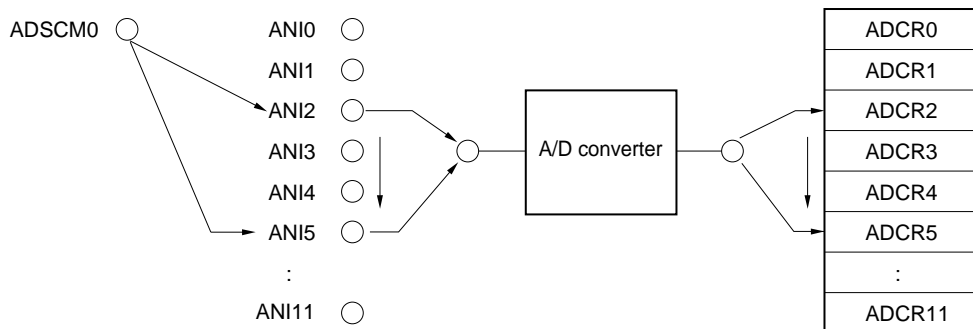 ADSCM0
ANI0
ANI1
ANI2
ANI3
ANI4
ANI5
:
ANI11
A/D converter
ADCR0
ADCR1
ADCR2
ADCR3
ADCR4
ADCR5
:
ADCR11